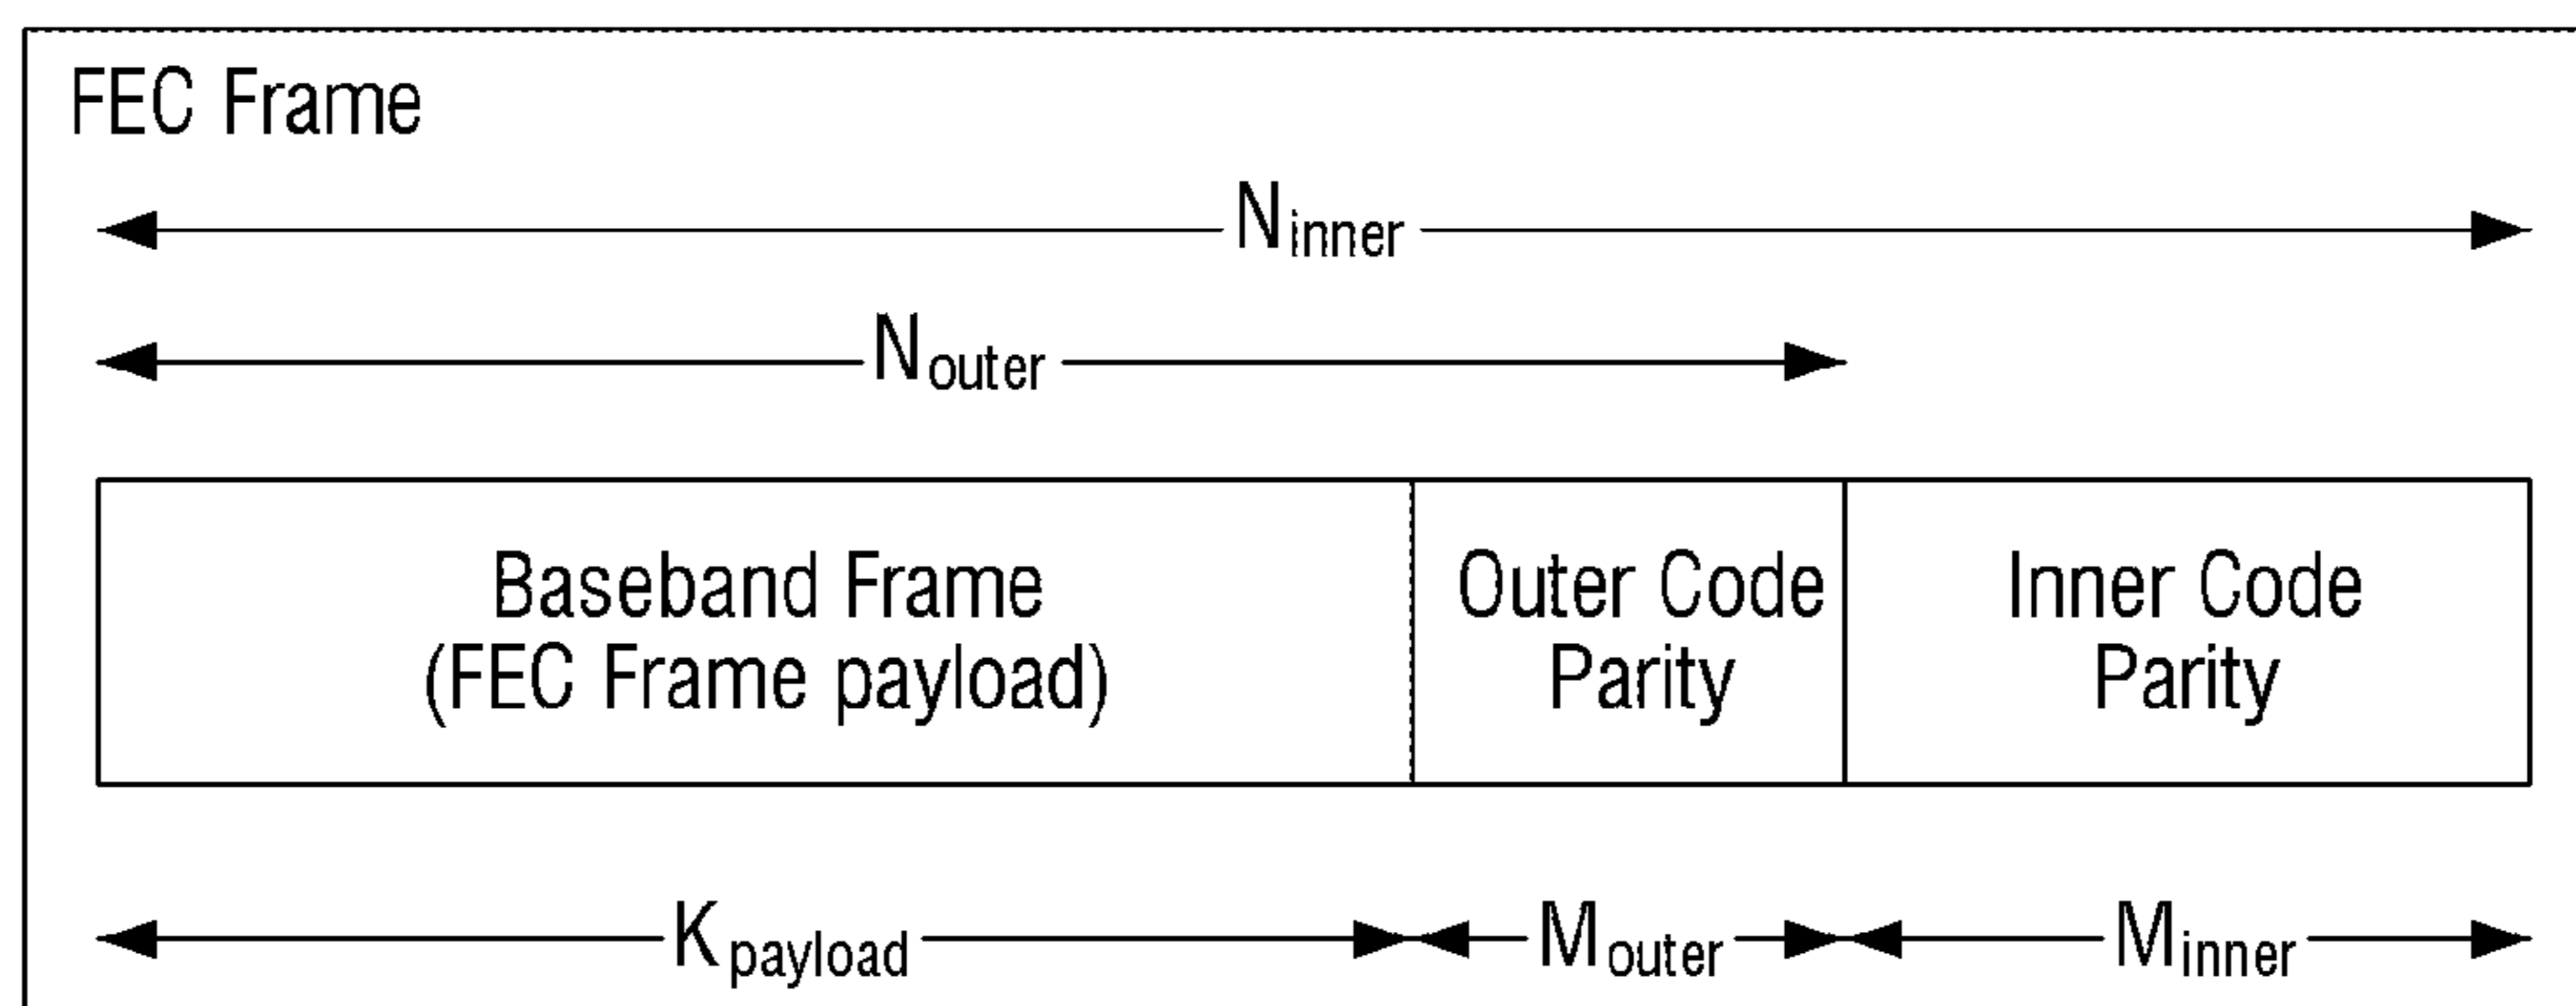 FEC Frame
Ninner
Nouter
Baseband Frame
(FEC Frame payload)
Outer Code
Parity
Inner Code
Parity
Kpayload
Mouter
Minner